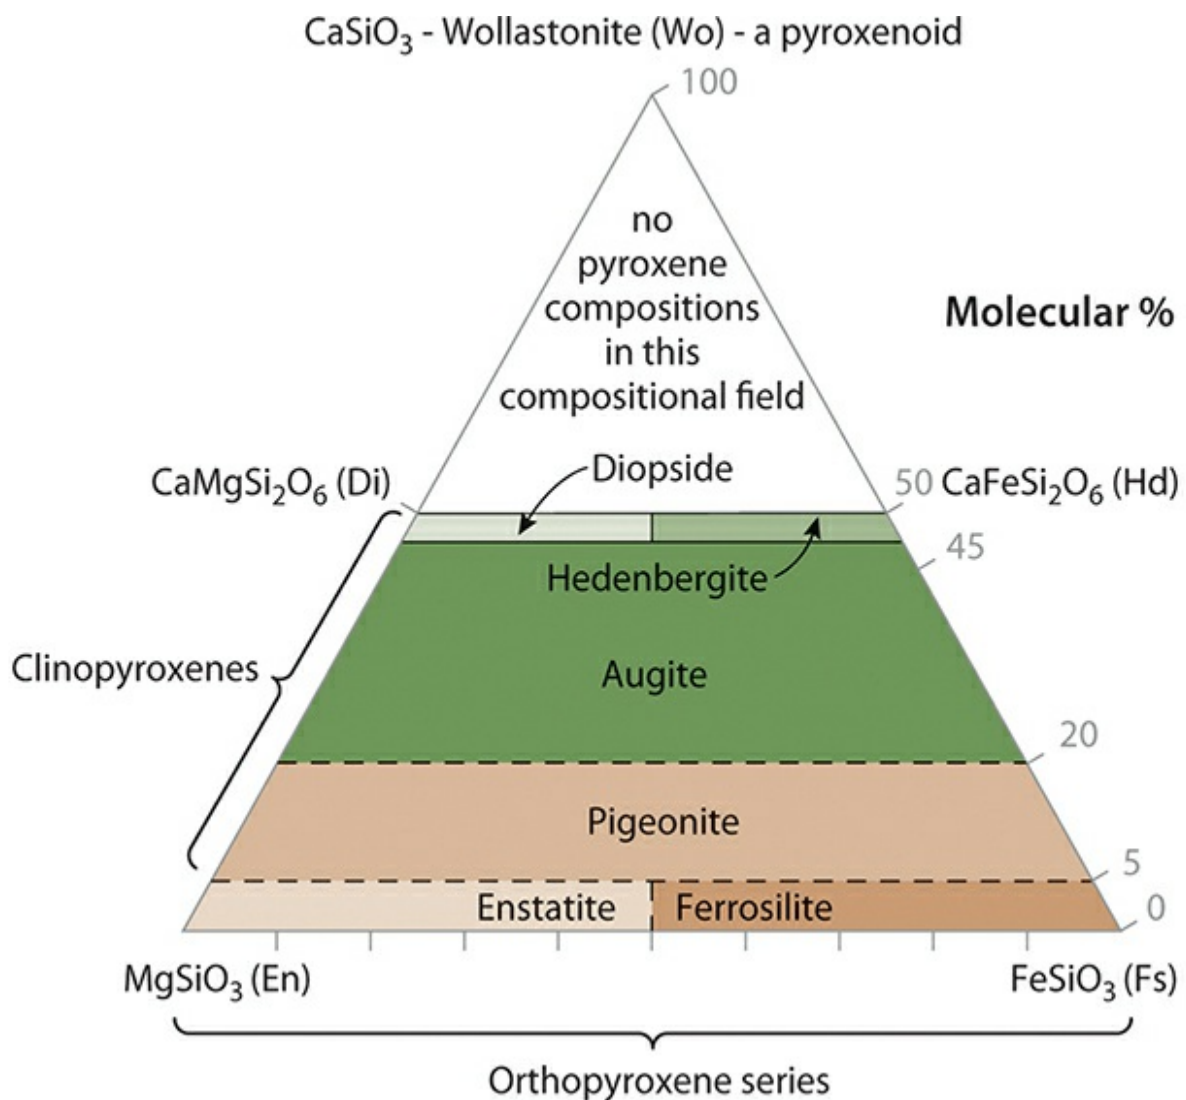 CaSiO₃ - Wollastonite (Wo) - a pyroxenoid
100
no
pyroxene
compositions
in this
compositional field
Molecular %
Diopside
CaMgSi₂O₆ (Di)
50 CaFeSi₂O₆ (Hd)
45
Hedenbergite
Clinopyroxenes
Augite
20
Pigeonite
5
Enstatite
Ferrosilite
0
MgSiO₃ (En)
FeSiO₃ (Fs)
Orthopyroxene series